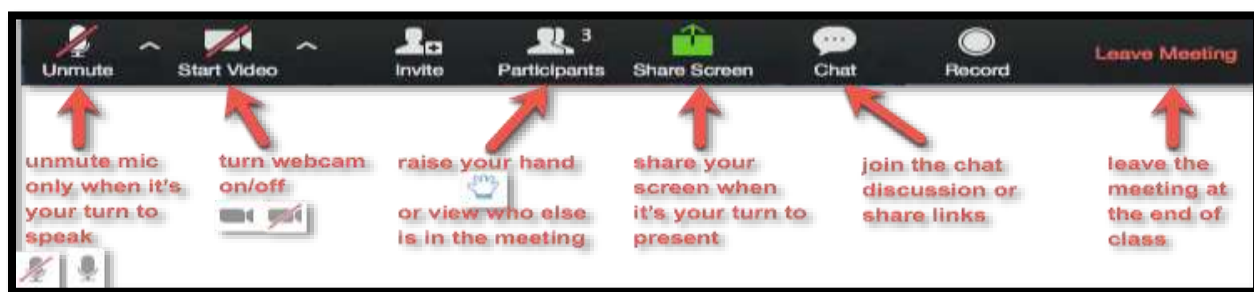 Unmute
Start Video
Invite
Participants
3
Share Screen
Chat
Record
Leave Meeting
unmute mic
only when it's
your turn to
speak
turn webcam
on/off
raise your hand
or view who else
is in the meeting
share your
screen when
it's your turn to
present
join the chat
discussion or
share links
leave the
meeting at
the end of
class